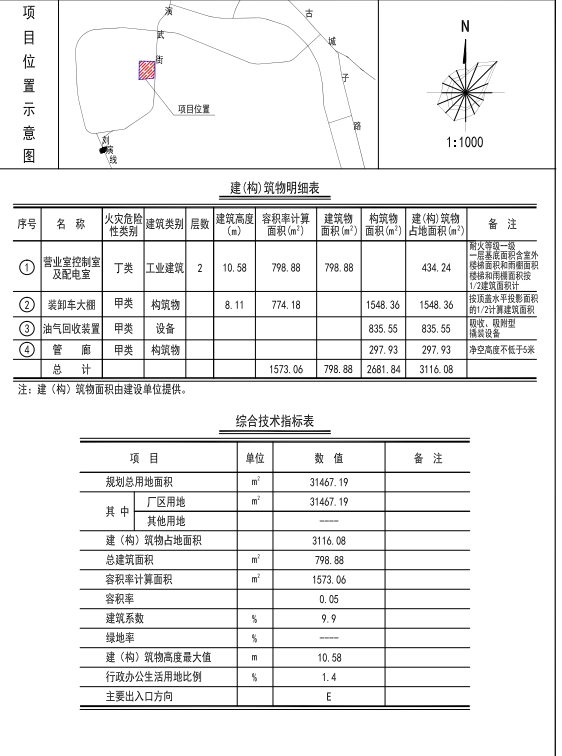 项目位置示意图
演武街
古城子路
项目位置
刘演线
N
1:1000
建(构)筑物明细表
序号 名 称 火灾危险性类别 建筑类别 层数 建筑高度(m) 容积率计算面积(m²) 建筑物面积(m²) 构筑物面积(m²) 建(构)筑物占地面积(m²) 备 注
① 营业室控制室及配电室 丁类 工业建筑 2 10.58 798.88 798.88 434.24 耐火等级一级
一层基底面积含室外
楼梯面积和雨棚面积
楼梯和雨棚面积按
1/2建筑面积计
② 装卸车大棚 甲类 构筑物 8.11 774.18 1548.36 1548.36 按顶盖水平投影面积
的1/2计算建筑面积
③ 油气回收装置 甲类 设备 835.55 835.55 吸收、吸附型
撬装设备
④ 管 廊 甲类 构筑物 297.93 297.93 净空高度不低于5米
总 计 1573.06 798.88 2681.84 3116.08
注: 建（构）筑物面积由建设单位提供。
综合技术指标表
项 目 单位 数 值 备 注
规划总用地面积 m² 31467.19
其 中 厂区用地 m² 31467.19
其他用地 ----
建（构）筑物占地面积 3116.08
总建筑面积 m² 798.88
容积率计算面积 m² 1573.06
容积率 0.05
建筑系数 % 9.9
绿地率 % ----
建（构）筑物高度最大值 m 10.58
行政办公生活用地比例 % 1.4
主要出入口方向 E